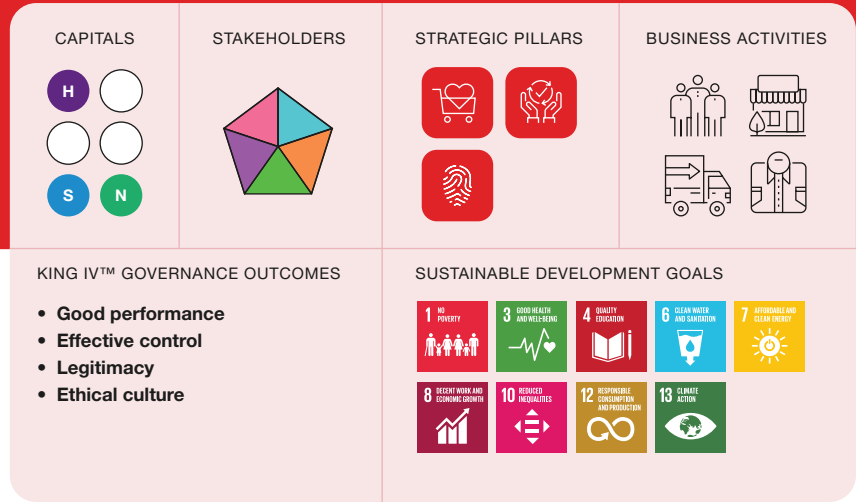 CAPITALS
H
S
N
STAKEHOLDERS
STRATEGIC PILLARS
BUSINESS ACTIVITIES
KING IV™ GOVERNANCE OUTCOMES
• Good performance
• Effective control
• Legitimacy
• Ethical culture
SUSTAINABLE DEVELOPMENT GOALS
1 NO
POVERTY
3 GOOD HEALTH
AND WELL-BEING
4 QUALITY
EDUCATION
6 CLEAN WATER
AND SANITATION
7 AFFORDABLE AND
CLEAN ENERGY
8 DECENT WORK AND
ECONOMIC GROWTH
10 REDUCED
INEQUALITIES
12 RESPONSIBLE
CONSUMPTION
AND PRODUCTION
13 CLIMATE
ACTION